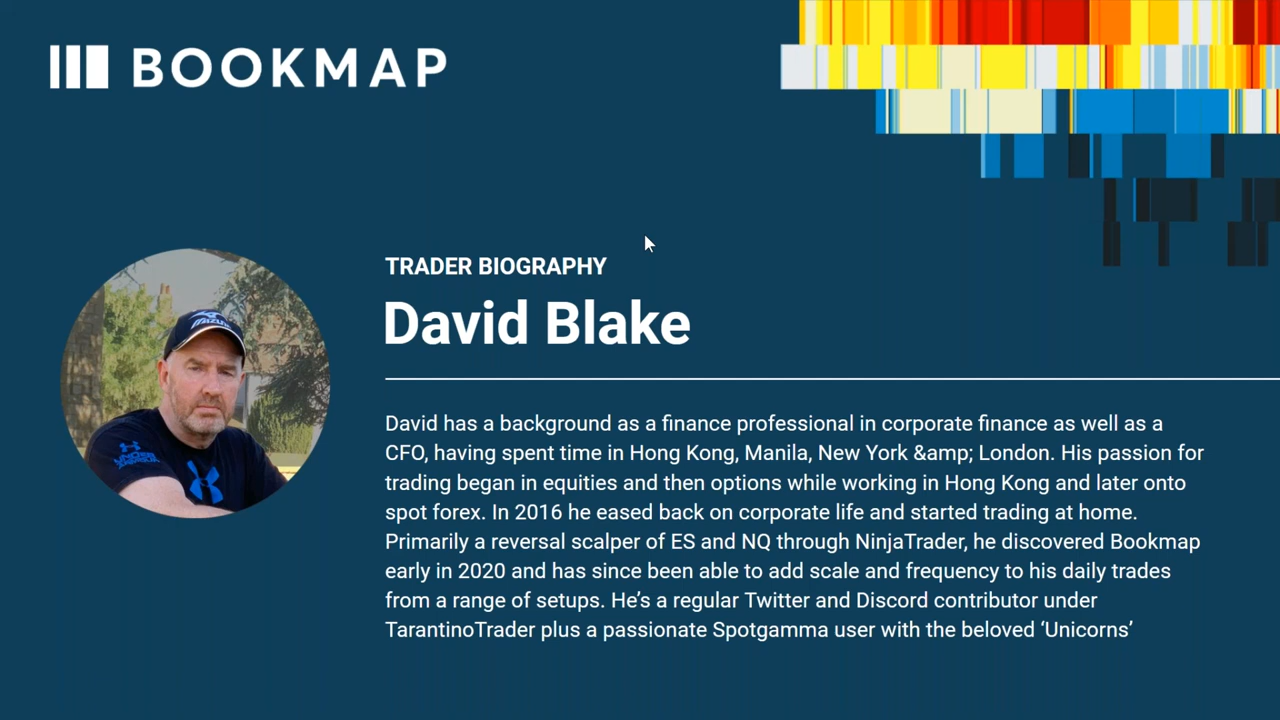 BOOKMAP
TRADER BIOGRAPHY
David Blake
David has a background as a finance professional in corporate finance as well as a
CFO, having spent time in Hong Kong, Manila, New York &amp; London. His passion for
trading began in equities and then options while working in Hong Kong and later onto
spot forex. In 2016 he eased back on corporate life and started trading at home.
Primarily a reversal scalper of ES and NQ through NinjaTrader, he discovered Bookmap
early in 2020 and has since been able to add scale and frequency to his daily trades
from a range of setups. He’s a regular Twitter and Discord contributor under
TarantinoTrader plus a passionate Spotgamma user with the beloved ‘Unicorns’
MIZUNO
UNDER
ARMOUR